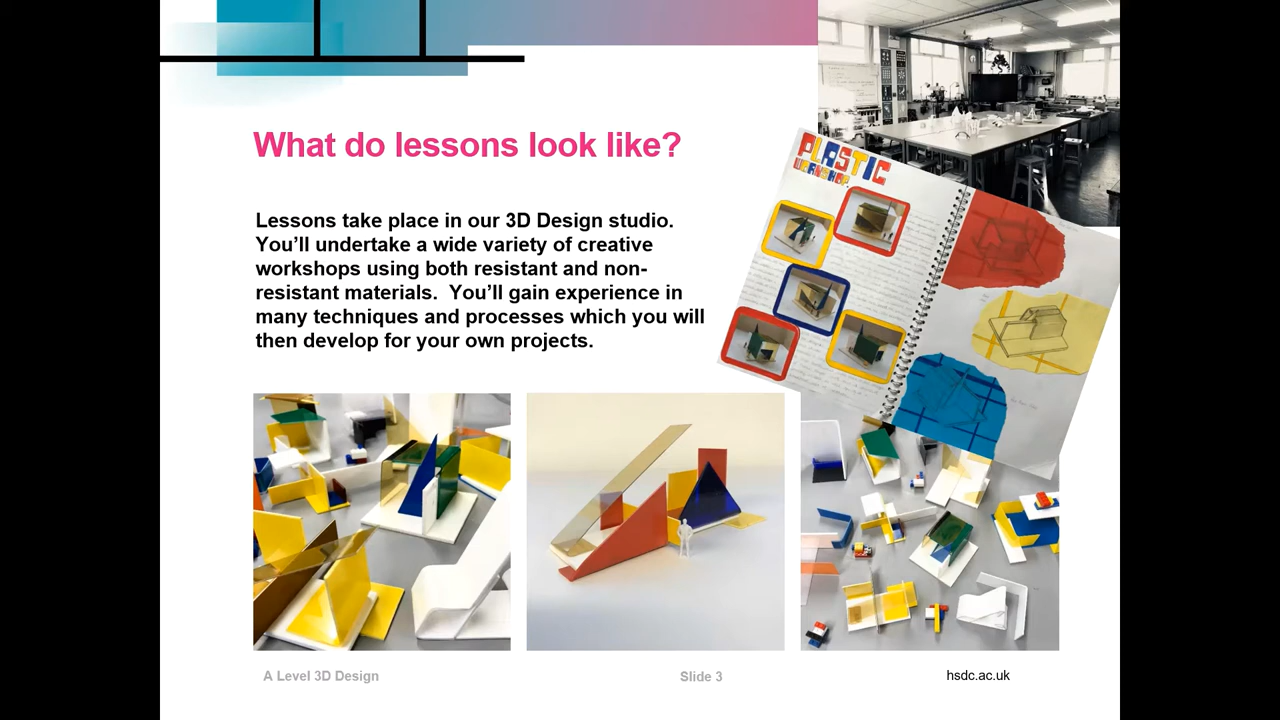 What do lessons look like?
Lessons take place in our 3D Design studio.
You’ll undertake a wide variety of creative
workshops using both resistant and non-
resistant materials.  You’ll gain experience in
many techniques and processes which you will
then develop for your own projects.
PLASTIC
WORKSHOP.
A Level 3D Design
Slide 3
hsdc.ac.uk